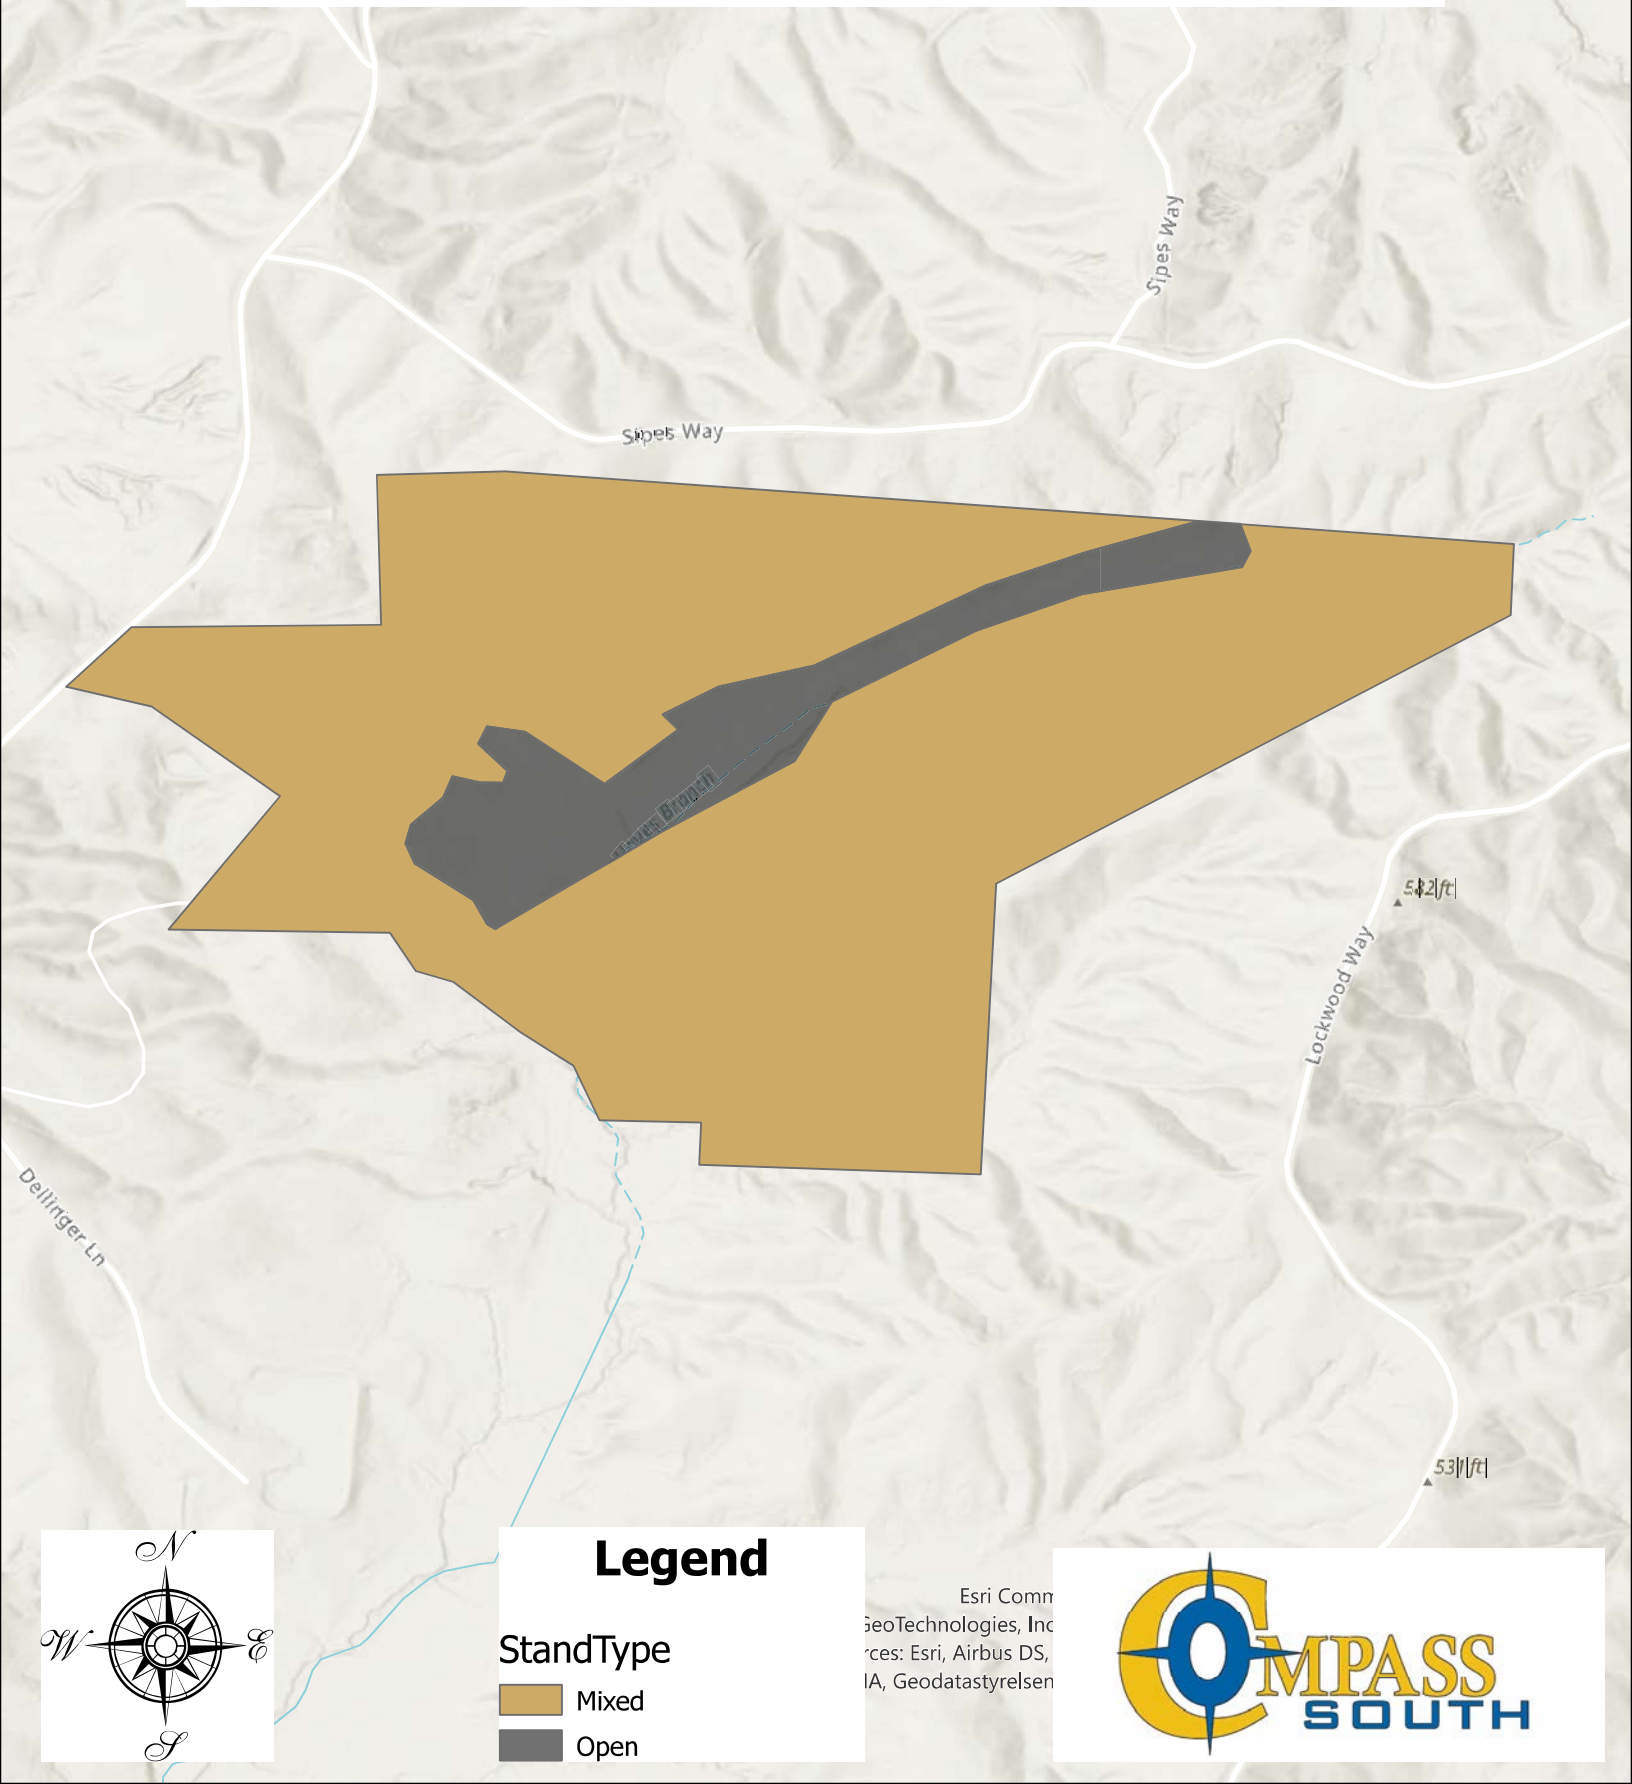 Sipes Way
Sipes Way
Branch
ft
Lockwood Way
Dellinger Ln
531 ft
N
W
E
S
Legend
StandType
Mixed
Open
Esri Comm
GeoTechnologies, Inc
rces: Esri, Airbus DS,
IA, Geodatastyrelsen
COMPASS
SOUTH